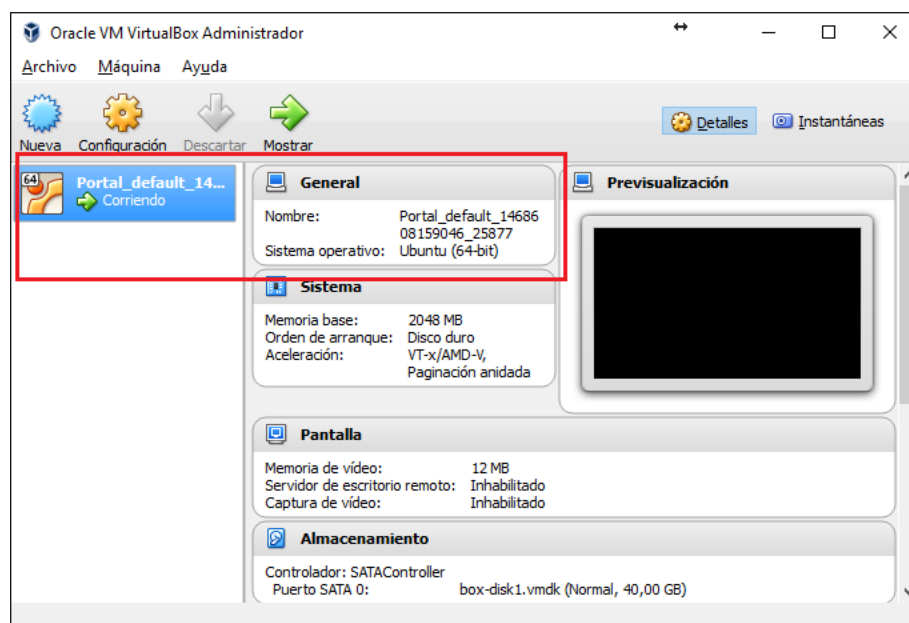 Oracle VM VirtualBox Administrador
Archivo Máquina Ayuda
Nueva Configuración Descartar Mostrar Detalles Instantáneas
64 Portal_default_14...
Corriendo
General
Nombre: Portal_default_14686
08159046_25877
Sistema operativo: Ubuntu (64-bit)
Previsualización
Sistema
Memoria base: 2048 MB
Orden de arranque: Disco duro
Aceleración: VT-x/AMD-V,
Paginación anidada
Pantalla
Memoria de vídeo: 12 MB
Servidor de escritorio remoto: Inhabilitado
Captura de vídeo: Inhabilitado
Almacenamiento
Controlador: SATAController
Puerto SATA 0: box-disk1.vmdk (Normal, 40,00 GB)